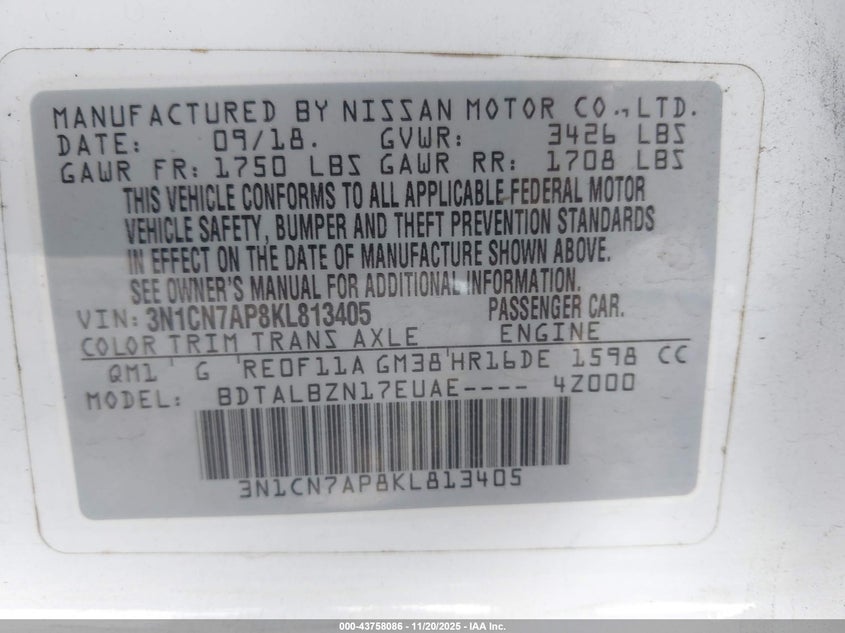 MANUFACTURED BY NISSAN MOTOR CO., LTD.
DATE: 09/18. GVWR: 3426 LBS
GAWR FR: 1750 LBS GAWR RR: 1708 LBS
THIS VEHICLE CONFORMS TO ALL APPLICABLE FEDERAL MOTOR
VEHICLE SAFETY, BUMPER AND THEFT PREVENTION STANDARDS
IN EFFECT ON THE DATE OF MANUFACTURE SHOWN ABOVE.
SEE OWNER'S MANUAL FOR ADDITIONAL INFORMATION.
VIN: 3N1CN7AP8KL813405 PASSENGER CAR.
COLOR TRIM TRANS AXLE ENGINE
QM1 ' G 'RE0F11A GM38'HR16DE 1598 CC
MODEL: BDTALBZN17EUAE---- 4Z000
3N1CN7AP8KL813405
000-43758086 - 11/20/2025 - IAA Inc.